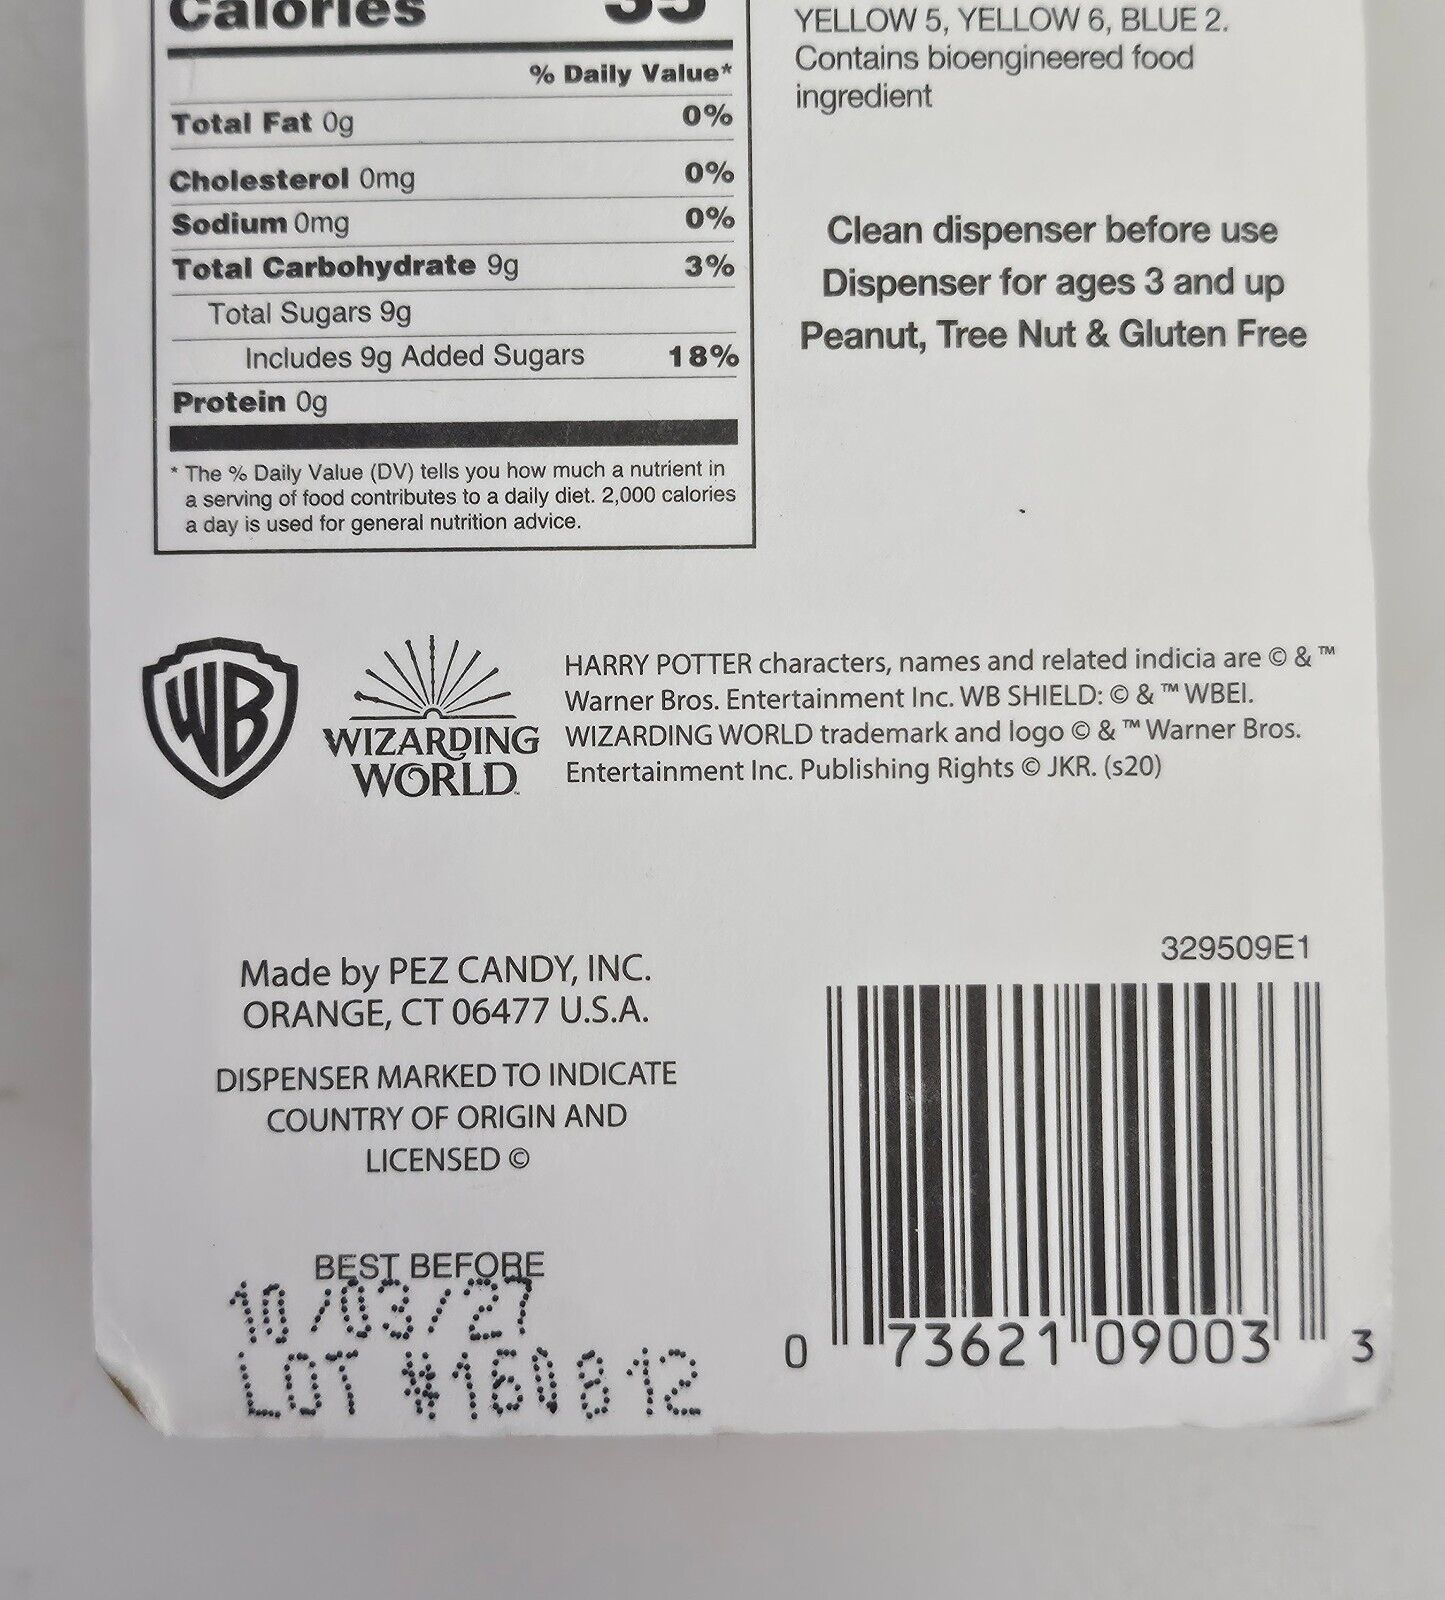 Calories 35
% Daily Value*
Total Fat 0g 0%
Cholesterol 0mg 0%
Sodium 0mg 0%
Total Carbohydrate 9g 3%
Total Sugars 9g
Includes 9g Added Sugars 18%
Protein 0g
* The % Daily Value (DV) tells you how much a nutrient in
a serving of food contributes to a daily diet. 2,000 calories
a day is used for general nutrition advice.
YELLOW 5, YELLOW 6, BLUE 2.
Contains bioengineered food
ingredient
Clean dispenser before use
Dispenser for ages 3 and up
Peanut, Tree Nut & Gluten Free
WB
WIZARDING
WORLD
HARRY POTTER characters, names and related indicia are © & ™
Warner Bros. Entertainment Inc. WB SHIELD: © & ™ WBEI.
WIZARDING WORLD trademark and logo © & ™ Warner Bros.
Entertainment Inc. Publishing Rights © JKR. (s20)
Made by PEZ CANDY, INC.
ORANGE, CT 06477 U.S.A.
DISPENSER MARKED TO INDICATE
COUNTRY OF ORIGIN AND
LICENSED ©
BEST BEFORE
10/03/27
LOT #160812
329509E1
0 73621 09003 3